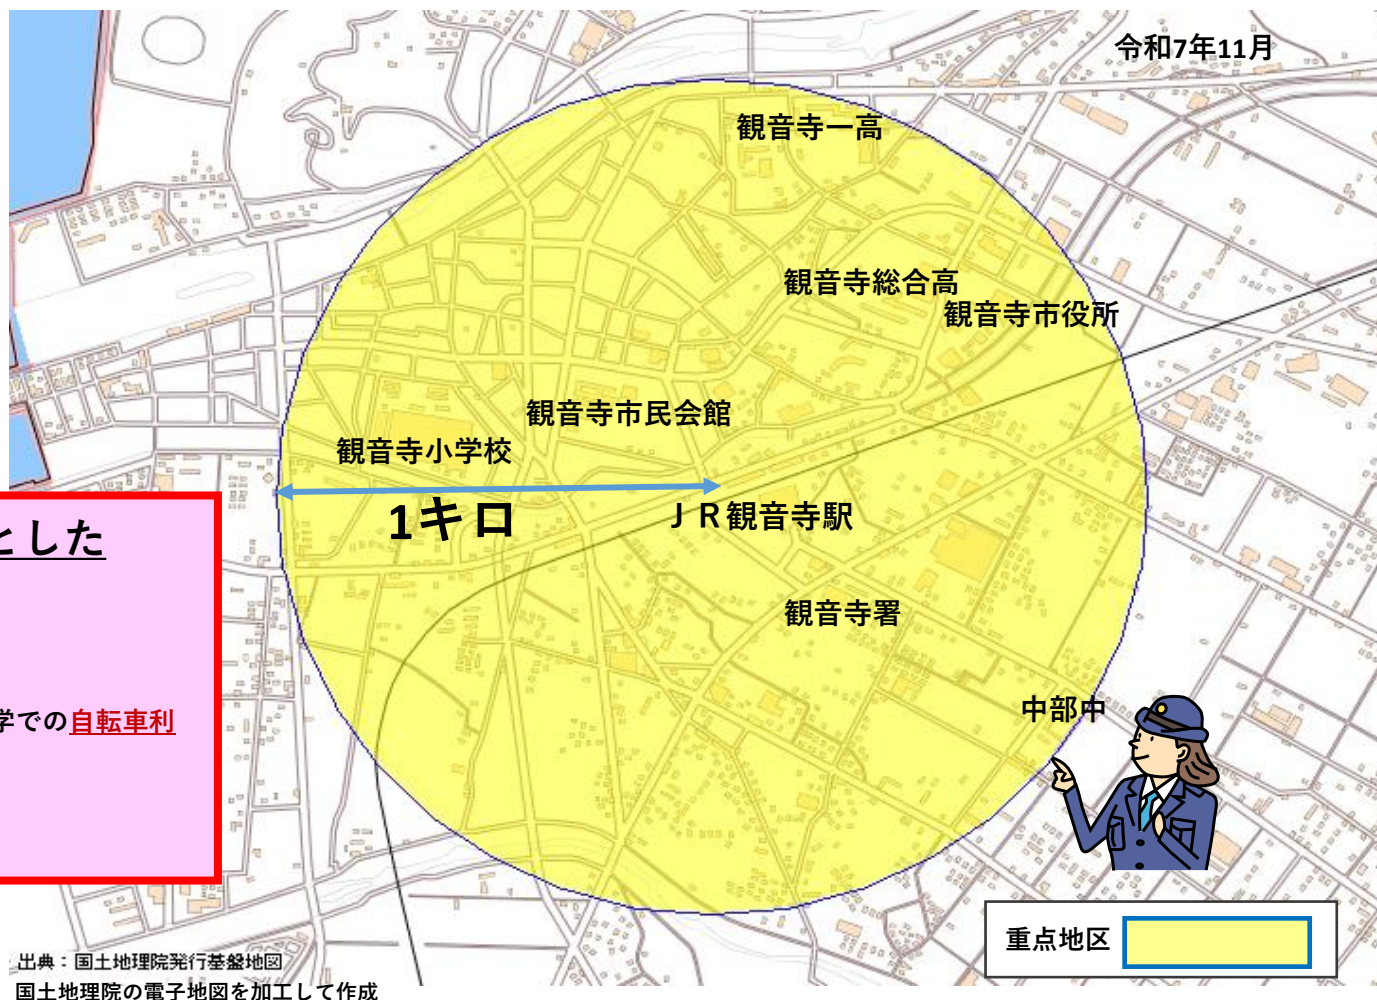 令和7年11月
観音寺一高
観音寺総合高
観音寺市役所
観音寺市民会館
観音寺小学校
1キロ
ＪＲ観音寺駅
とした
観音寺署
学での自転車利
中部中
重点地区
出典：国土地理院発行基盤地図
国土地理院の電子地図を加工して作成